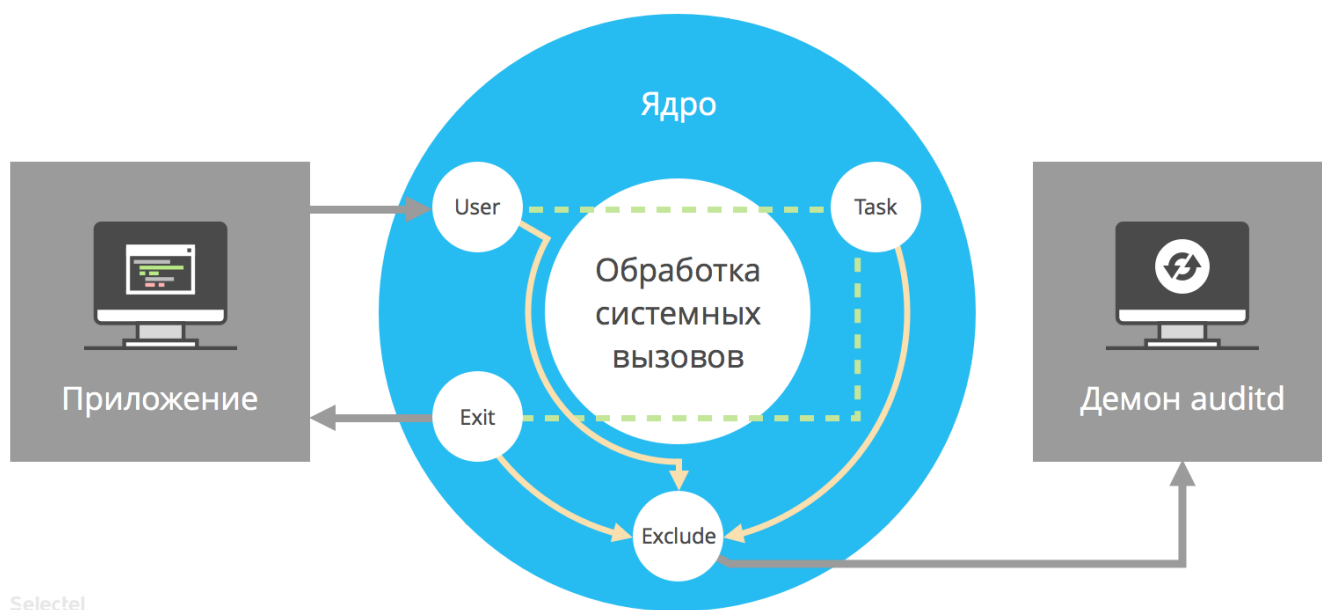 Ядро
User
Task
Обработка
системных
вызовов
Приложение
Exit
Демон auditd
Exclude
Selectel